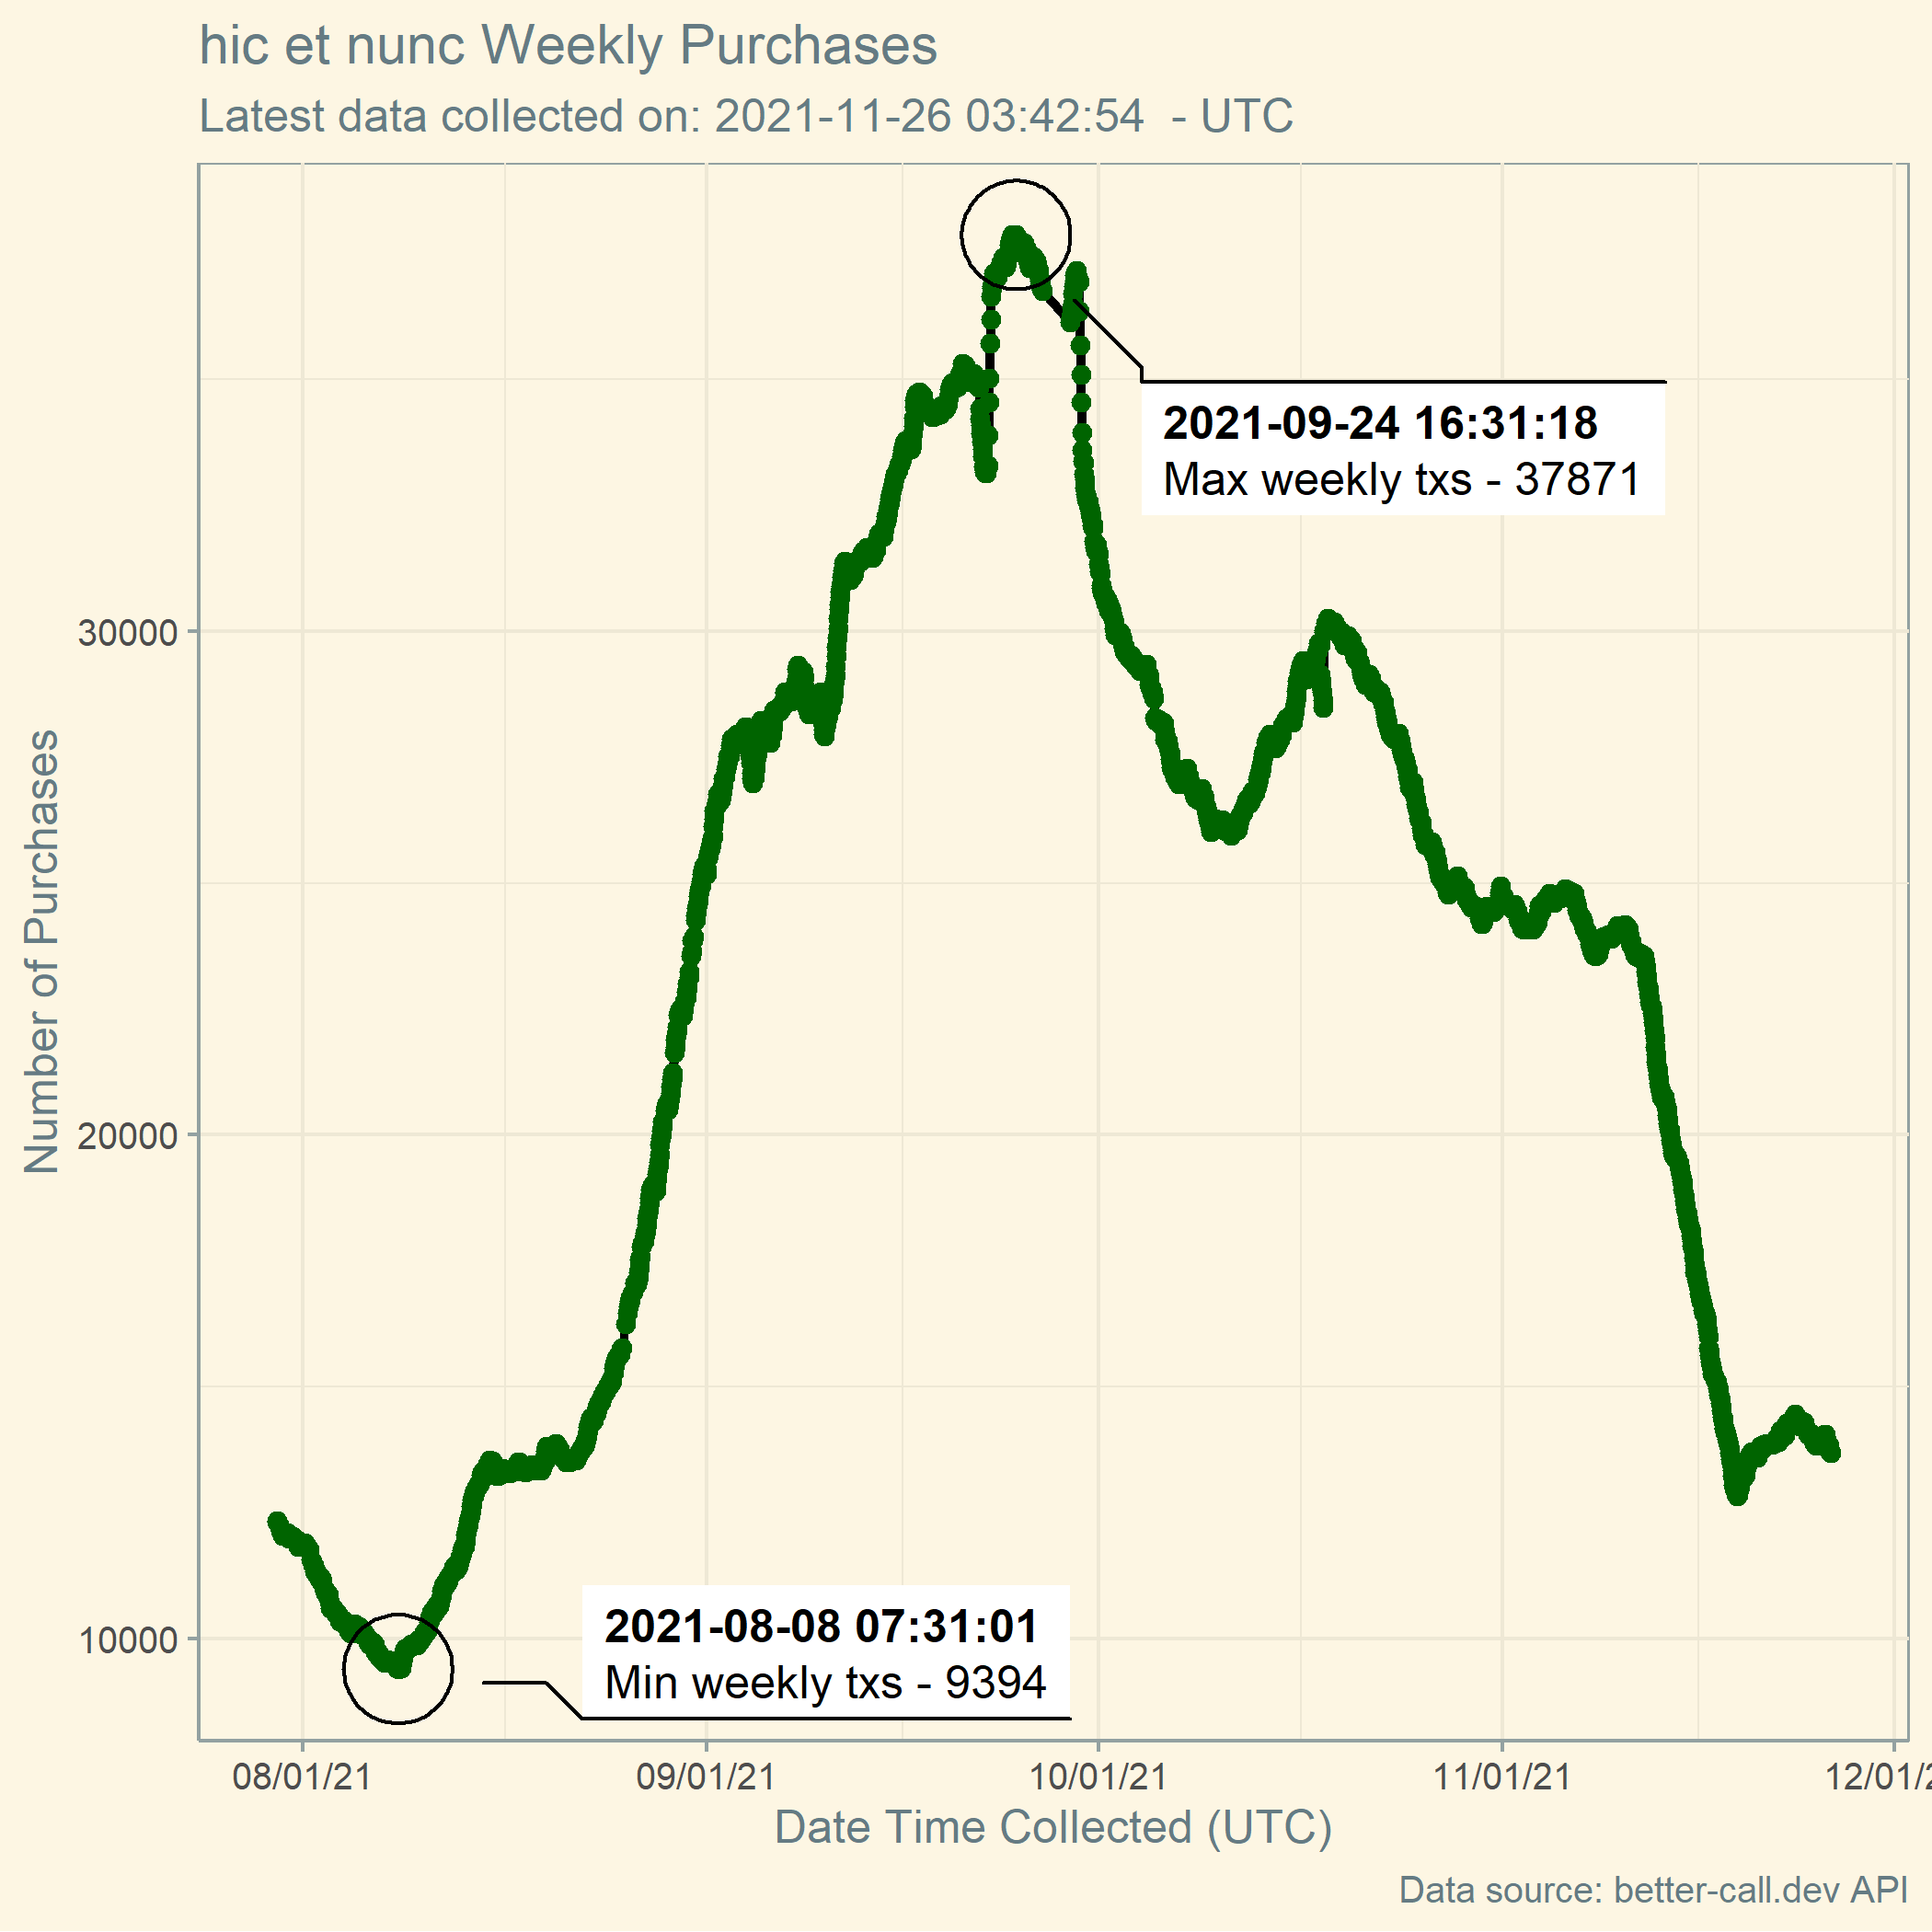 hic et nunc Weekly Purchases
Latest data collected on: 2021-11-26 03:42:54 - UTC
2021-09-24 16:31:18
Max weekly txs - 37871
30000
20000
10000
Number of Purchases
2021-08-08 07:31:01
Min weekly txs - 9394
08/01/21
09/01/21
10/01/21
11/01/21
12/01/2
Date Time Collected (UTC)
Data source: better-call.dev API